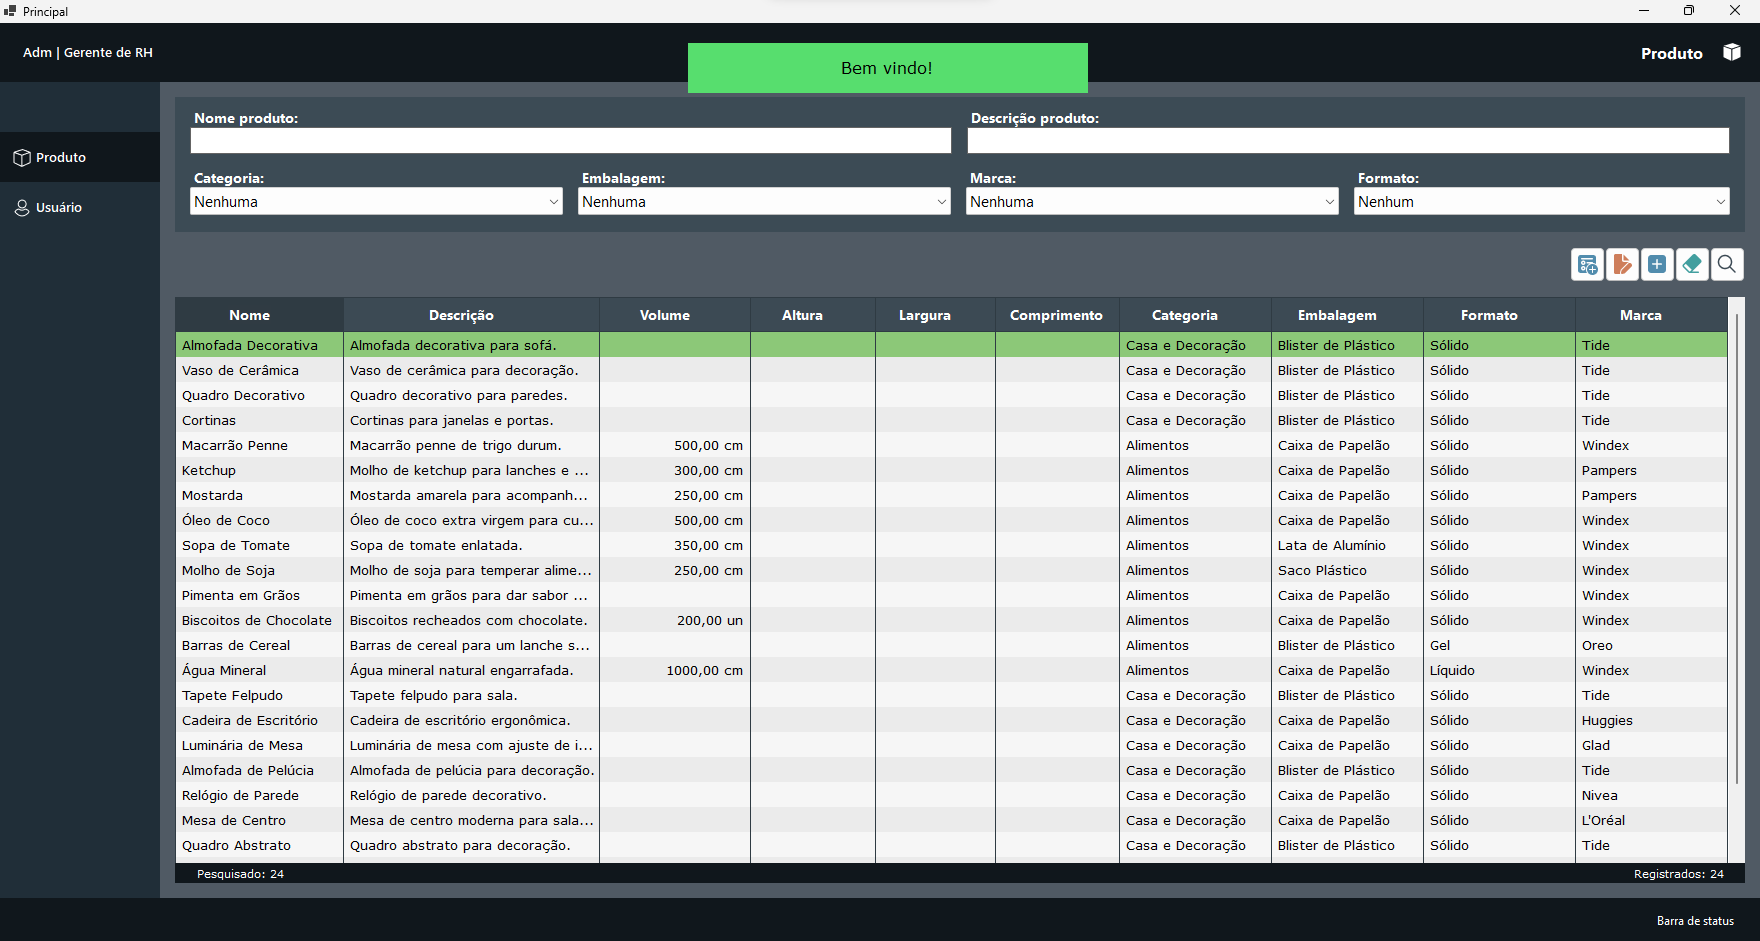 Principal
Adm | Gerente de RH
Bem vindo!
Produto
Produto
Usuário
Nome produto:
Descrição produto:
Categoria:
Embalagem:
Marca:
Formato:
Nenhuma
Nenhuma
Nenhuma
Nenhum
Nome Descrição Volume Altura Largura Comprimento Categoria Embalagem Formato Marca
Almofada Decorativa Almofada decorativa para sofá. Casa e Decoração Blister de Plástico Sólido Tide
Vaso de Cerâmica Vaso de cerâmica para decoração. Casa e Decoração Blister de Plástico Sólido Tide
Quadro Decorativo Quadro decorativo para paredes. Casa e Decoração Blister de Plástico Sólido Tide
Cortinas Cortinas para janelas e portas. Casa e Decoração Blister de Plástico Sólido Tide
Macarrão Penne Macarrão penne de trigo durum. 500,00 cm Alimentos Caixa de Papelão Sólido Windex
Ketchup Molho de ketchup para lanches e ... 300,00 cm Alimentos Caixa de Papelão Sólido Pampers
Mostarda Mostarda amarela para acompanh... 250,00 cm Alimentos Caixa de Papelão Sólido Pampers
Óleo de Coco Óleo de coco extra virgem para cu... 500,00 cm Alimentos Caixa de Papelão Sólido Windex
Sopa de Tomate Sopa de tomate enlatada. 350,00 cm Alimentos Lata de Alumínio Sólido Windex
Molho de Soja Molho de soja para temperar alime... 250,00 cm Alimentos Saco Plástico Sólido Windex
Pimenta em Grãos Pimenta em grãos para dar sabor ... Alimentos Caixa de Papelão Sólido Windex
Biscoitos de Chocolate Biscoitos recheados com chocolate. 200,00 un Alimentos Caixa de Papelão Sólido Windex
Barras de Cereal Barras de cereal para um lanche s... Alimentos Blister de Plástico Gel Oreo
Água Mineral Água mineral natural engarrafada. 1000,00 cm Alimentos Caixa de Papelão Líquido Windex
Tapete Felpudo Tapete felpudo para sala. Casa e Decoração Blister de Plástico Sólido Tide
Cadeira de Escritório Cadeira de escritório ergonômica. Casa e Decoração Caixa de Papelão Sólido Huggies
Luminária de Mesa Luminária de mesa com ajuste de i... Casa e Decoração Caixa de Papelão Sólido Glad
Almofada de Pelúcia Almofada de pelúcia para decoração. Casa e Decoração Blister de Plástico Sólido Tide
Relógio de Parede Relógio de parede decorativo. Casa e Decoração Caixa de Papelão Sólido Nivea
Mesa de Centro Mesa de centro moderna para sala... Casa e Decoração Caixa de Papelão Sólido L'Oréal
Quadro Abstrato Quadro abstrato para decoração. Casa e Decoração Blister de Plástico Sólido Tide
Pesquisado: 24
Registrados: 24
Barra de status